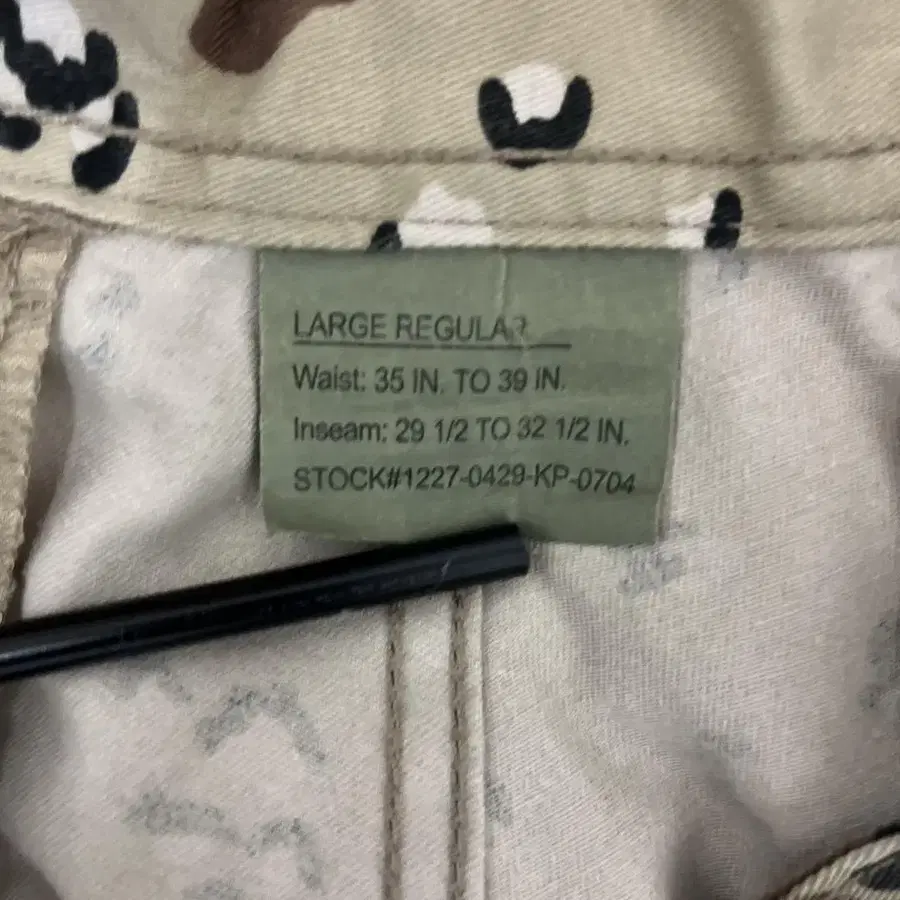 LARGE REGULAR
Waist: 35 IN. TO 39 IN.
Inseam: 29 1/2 TO 32 1/2 IN.
STOCK#1227-0429-KP-0704